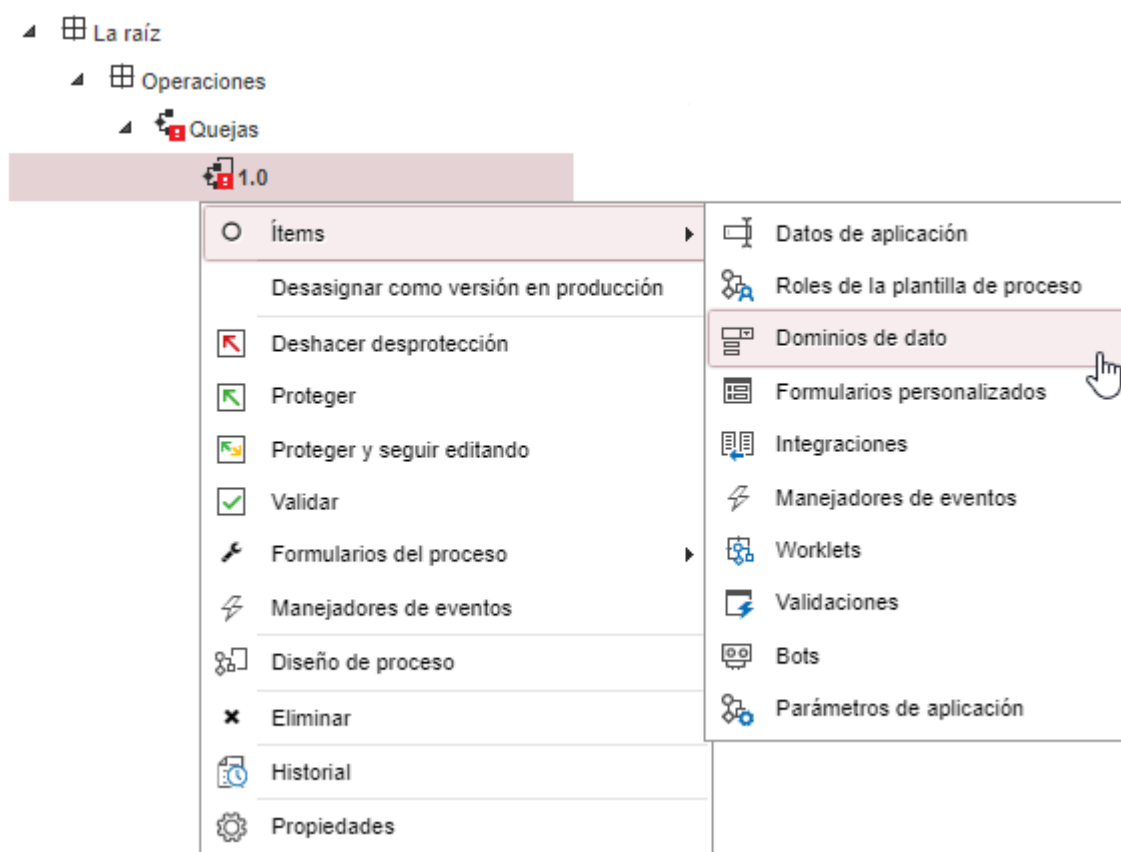 La raíz
Operaciones
Quejas
1.0
Ítems
Desasignar como versión en producción
Deshacer desprotección
Proteger
Proteger y seguir editando
Validar
Formularios del proceso
Manejadores de eventos
Diseño de proceso
Eliminar
Historial
Propiedades
Datos de aplicación
Roles de la plantilla de proceso
Dominios de dato
Formularios personalizados
Integraciones
Manejadores de eventos
Worklets
Validaciones
Bots
Parámetros de aplicación